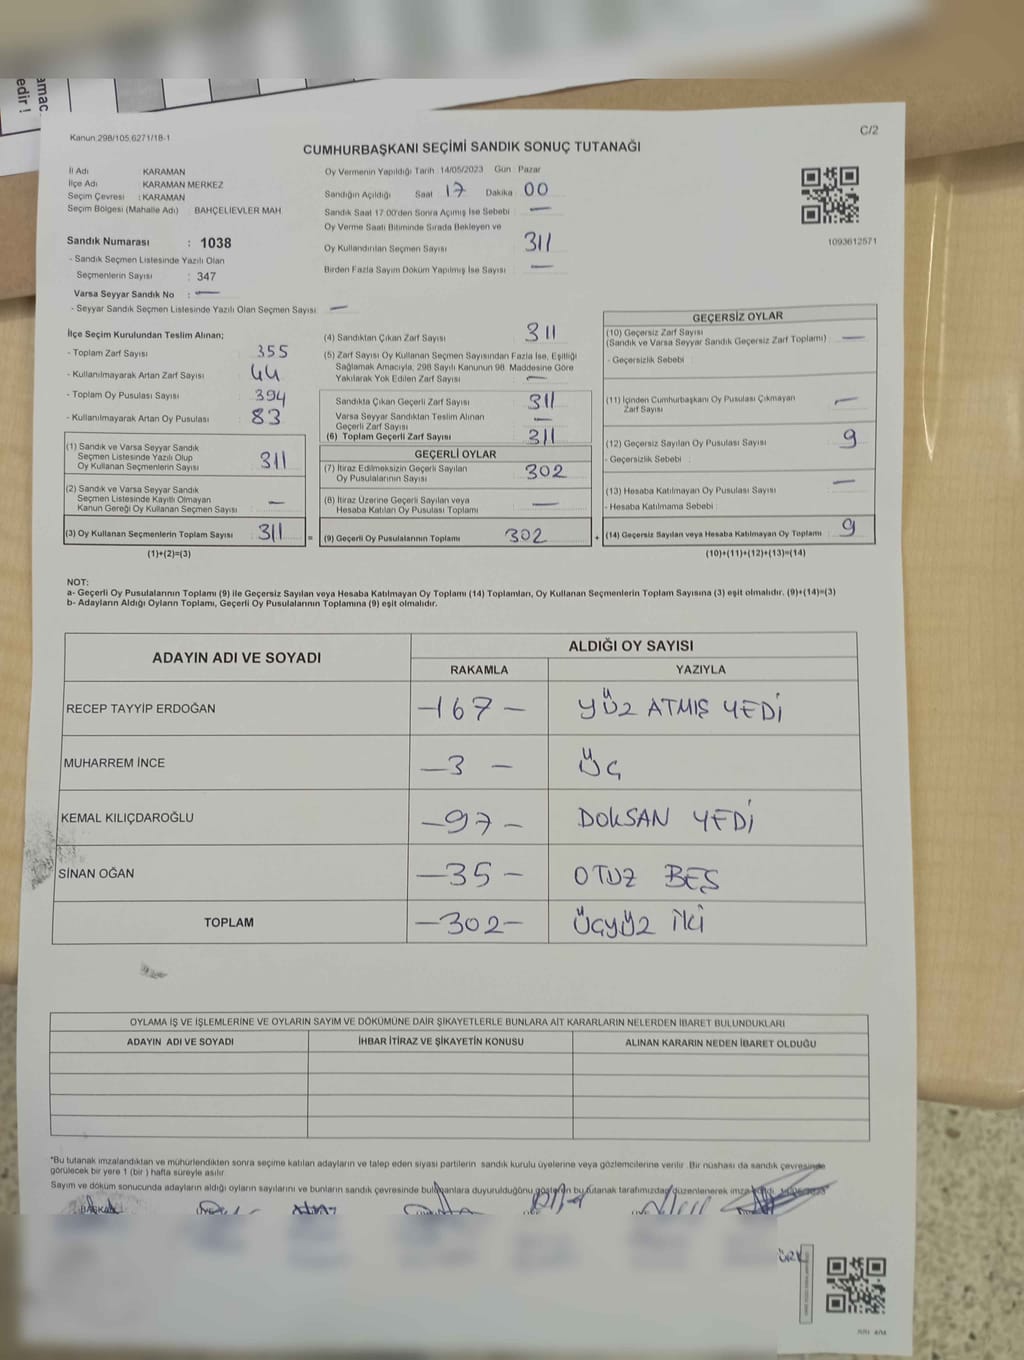 amac
edir !
Kanun:298/105.6271/18-1
C/2
CUMHURBAŞKANI SEÇİMİ SANDIK SONUÇ TUTANAĞI
İl Adı KARAMAN
İlçe Adı KARAMAN MERKEZ
Seçim Çevresi : KARAMAN
Seçim Bölgesi (Mahalle Adı) : BAHÇELİEVLER MAH
Sandık Numarası : 1038
- Sandık Seçmen Listesinde Yazılı Olan
Seçmenlerin Sayısı : 347
Varsa Seyyar Sandık No : —
- Seyyar Sandık Seçmen Listesinde Yazılı Olan Seçmen Sayısı —
Oy Vermenin Yapıldığı Tarih :14/05/2023 Gün : Pazar
Sandığın Açıldığı Saat 17 Dakika 00
Sandık Saat 17:00'den Sonra Açılmış İse Sebebi —
Oy Verme Saati Bitiminde Sırada Bekleyen ve
Oy Kullandırılan Seçmen Sayısı 311
Birden Fazla Sayım Döküm Yapılmış İse Sayısı —
1093612571
İlçe Seçim Kurulundan Teslim Alınan;
- Toplam Zarf Sayısı 355
- Kullanılmayarak Artan Zarf Sayısı 44
- Toplam Oy Pusulası Sayısı 394
- Kullanılmayarak Artan Oy Pusulası 83
(1) Sandık ve Varsa Seyyar Sandık
Seçmen Listesinde Yazılı Olup
Oy Kullanan Seçmenlerin Sayısı 311
(2) Sandık ve Varsa Seyyar Sandık
Seçmen Listesinde Kayıtlı Olmayan
Kanun Gereği Oy Kullanan Seçmen Sayısı —
(3) Oy Kullanan Seçmenlerin Toplam Sayısı 311
(1)+(2)=(3)
(4) Sandıktan Çıkan Zarf Sayısı 311
(5) Zarf Sayısı Oy Kullanan Seçmen Sayısından Fazla İse, Eşitliği
Sağlamak Amacıyla, 298 Sayılı Kanunun 98. Maddesine Göre
Yakılarak Yok Edilen Zarf Sayısı —
Sandıkta Çıkan Geçerli Zarf Sayısı 311
Varsa Seyyar Sandıktan Teslim Alınan
Geçerli Zarf Sayısı —
(6) Toplam Geçerli Zarf Sayısı 311
GEÇERLİ OYLAR
(7) İtiraz Edilmeksizin Geçerli Sayılan
Oy Pusulalarının Sayısı 302
(8) İtiraz Üzerine Geçerli Sayılan veya
Hesaba Katılan Oy Pusulası Toplamı —
= (9) Geçerli Oy Pusulalarının Toplamı 302
GEÇERSİZ OYLAR
(10) Geçersiz Zarf Sayısı
(Sandık ve Varsa Seyyar Sandık Geçersiz Zarf Toplamı) —
- Geçersizlik Sebebi :
(11) İçinden Cumhurbaşkanı Oy Pusulası Çıkmayan
Zarf Sayısı —
(12) Geçersiz Sayılan Oy Pusulası Sayısı 9
- Geçersizlik Sebebi :
(13) Hesaba Katılmayan Oy Pusulası Sayısı —
- Hesaba Katılmama Sebebi :
+ (14) Geçersiz Sayılan veya Hesaba Katılmayan Oy Toplamı 9
(10)+(11)+(12)+(13)=(14)
NOT:
a- Geçerli Oy Pusulalarının Toplamı (9) ile Geçersiz Sayılan veya Hesaba Katılmayan Oy Toplamı (14) Toplamları, Oy Kullanan Seçmenlerin Toplam Sayısına (3) eşit olmalıdır. (9)+(14)=(3)
b- Adayların Aldığı Oyların Toplamı, Geçerli Oy Pusulalarının Toplamına (9) eşit olmalıdır.
ADAYIN ADI VE SOYADI ALDIĞI OY SAYISI
RAKAMLA YAZIYLA
RECEP TAYYİP ERDOĞAN —167— YÜZ ATMIŞ YEDİ
MUHARREM İNCE —3— ÜÇ
KEMAL KILIÇDAROĞLU —97— DOKSAN YEDİ
SİNAN OĞAN —35— OTUZ BEŞ
TOPLAM —302— ÜÇYÜZ İKİ
OYLAMA İŞ VE İŞLEMLERİNE VE OYLARIN SAYIM VE DÖKÜMÜNE DAİR ŞİKAYETLERLE BUNLARA AİT KARARLARIN NELERDEN İBARET BULUNDUKLARI
ADAYIN ADI VE SOYADI İHBAR İTİRAZ VE ŞİKAYETİN KONUSU ALINAN KARARIN NEDEN İBARET OLDUĞU
*Bu tutanak imzalandıktan ve mühürlendikten sonra seçime katılan adayların ve talep eden siyasi partilerin sandık kurulu üyelerine veya gözlemcilerine verilir. Bir nüshası da sandık çevresinde
görülecek bir yere 1 (bir ) hafta süreyle asılır.
Sayım ve döküm sonucunda adayların aldığı oyların sayılarını ve bunların sandık çevresinde bulunanlara duyurulduğunu gösteren bu tutanak tarafımızdan düzenlenerek
BAŞKAN